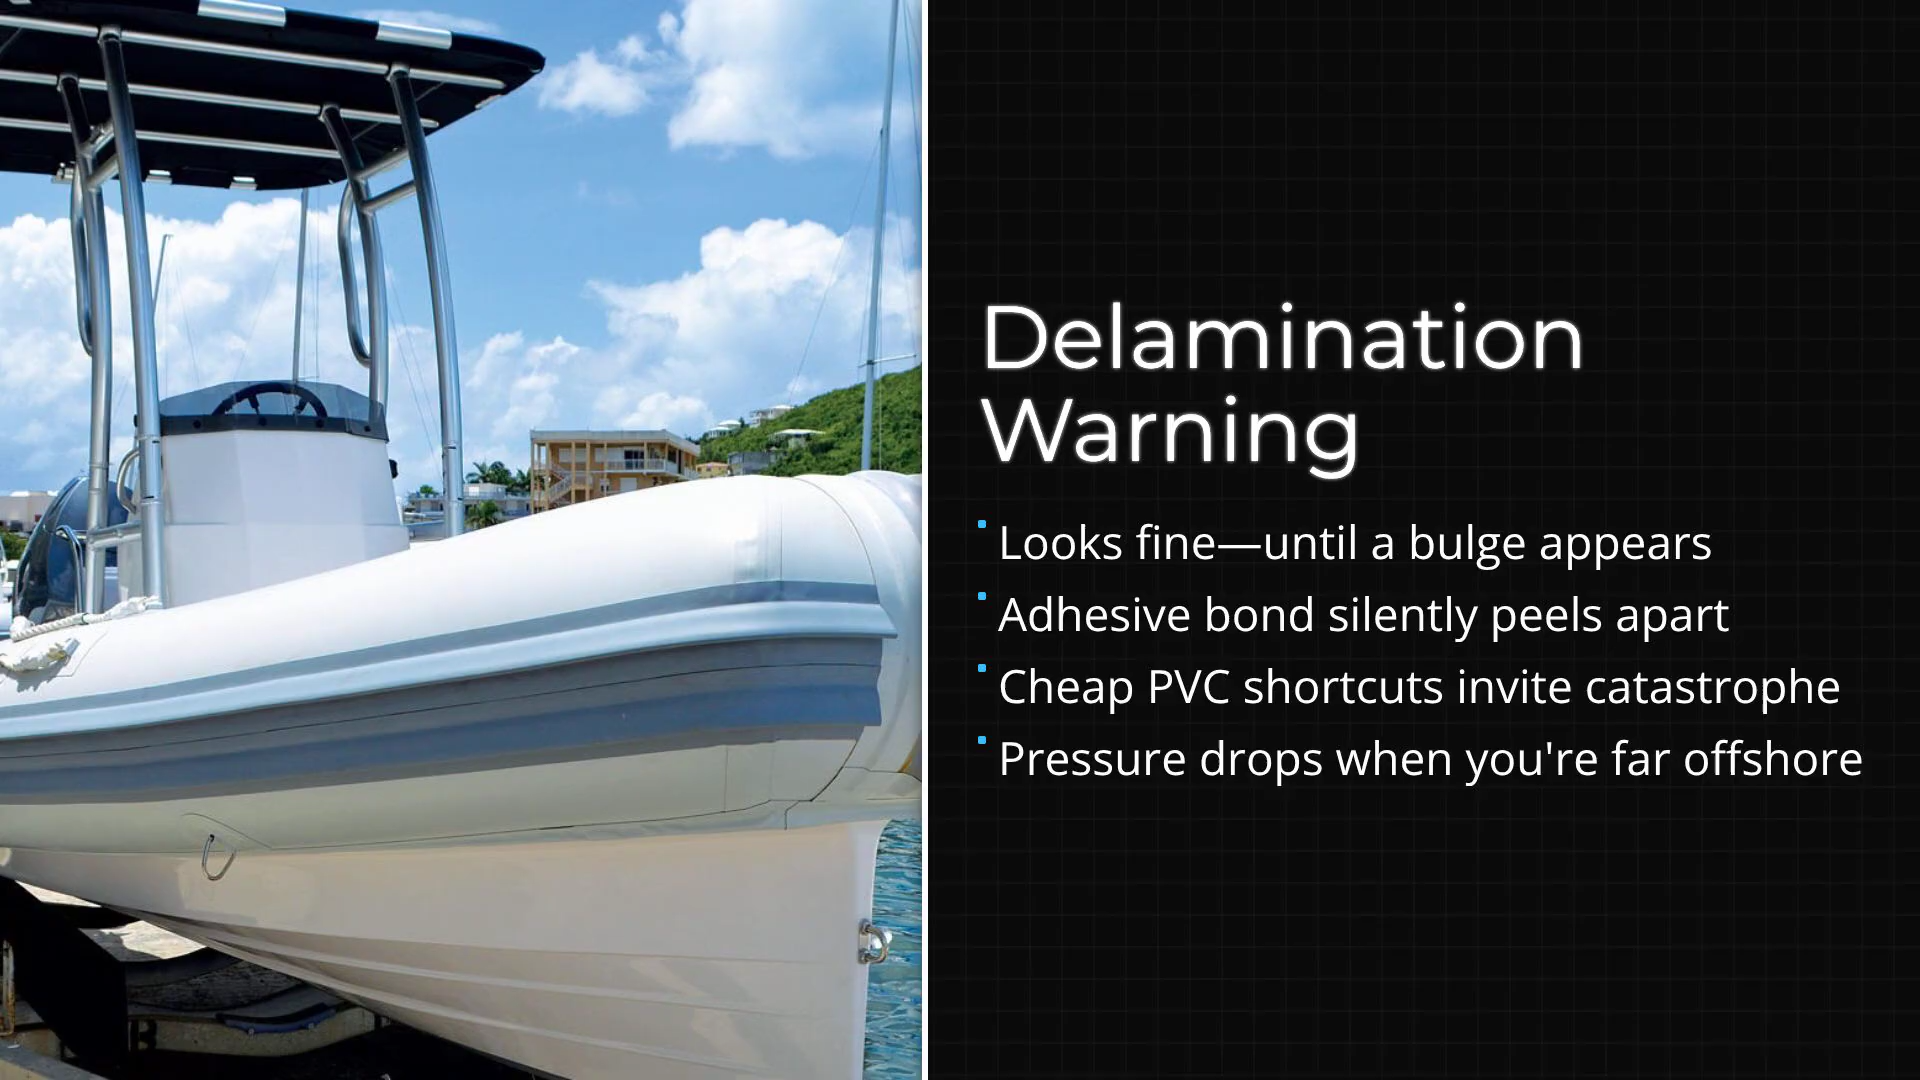 Delamination
Warning
Looks fine—until a bulge appears
Adhesive bond silently peels apart
Cheap PVC shortcuts invite catastrophe
Pressure drops when you're far offshore